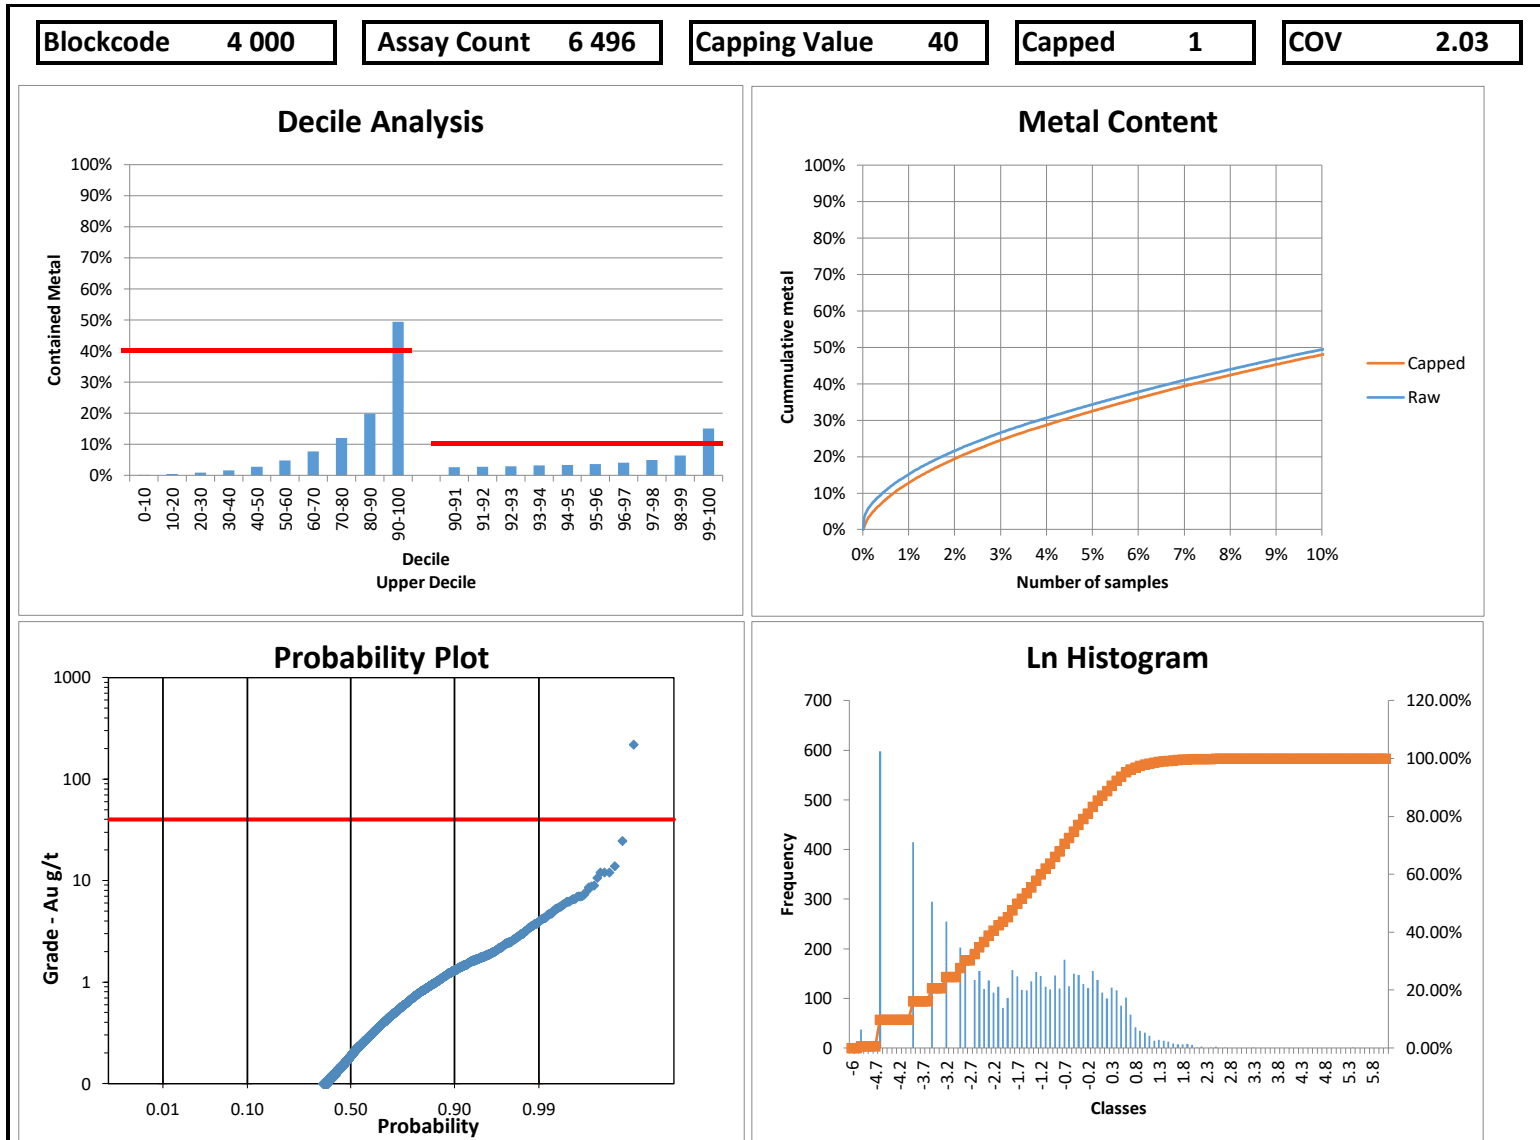 Blockcode 4 000 Assay Count 6 496 Capping Value 40 Capped 1 COV 2.03
Decile Analysis
100%
90%
80%
70%
60%
50%
40%
30%
20%
10%
0%
Contained Metal
0-10 10-20 20-30 30-40 40-50 50-60 60-70 70-80 80-90 90-100 90-91 91-92 92-93 93-94 94-95 95-96 96-97 97-98 98-99 99-100
Decile
Upper Decile
Metal Content
100%
90%
80%
70%
60%
50%
40%
30%
20%
10%
0%
Cummulative metal
0% 1% 2% 3% 4% 5% 6% 7% 8% 9% 10%
Number of samples
Capped
Raw
Probability Plot
1000
100
10
1
0
Grade - Au g/t
0.01 0.10 0.50 0.90 0.99
Probability
Ln Histogram
700
600
500
400
300
200
100
0
Frequency
120.00%
100.00%
80.00%
60.00%
40.00%
20.00%
0.00%
-6 -4.7 -4.2 -3.7 -3.2 -2.7 -2.2 -1.7 -1.2 -0.7 -0.2 0.3 0.8 1.3 1.8 2.3 2.8 3.3 3.8 4.3 4.8 5.3 5.8
Classes